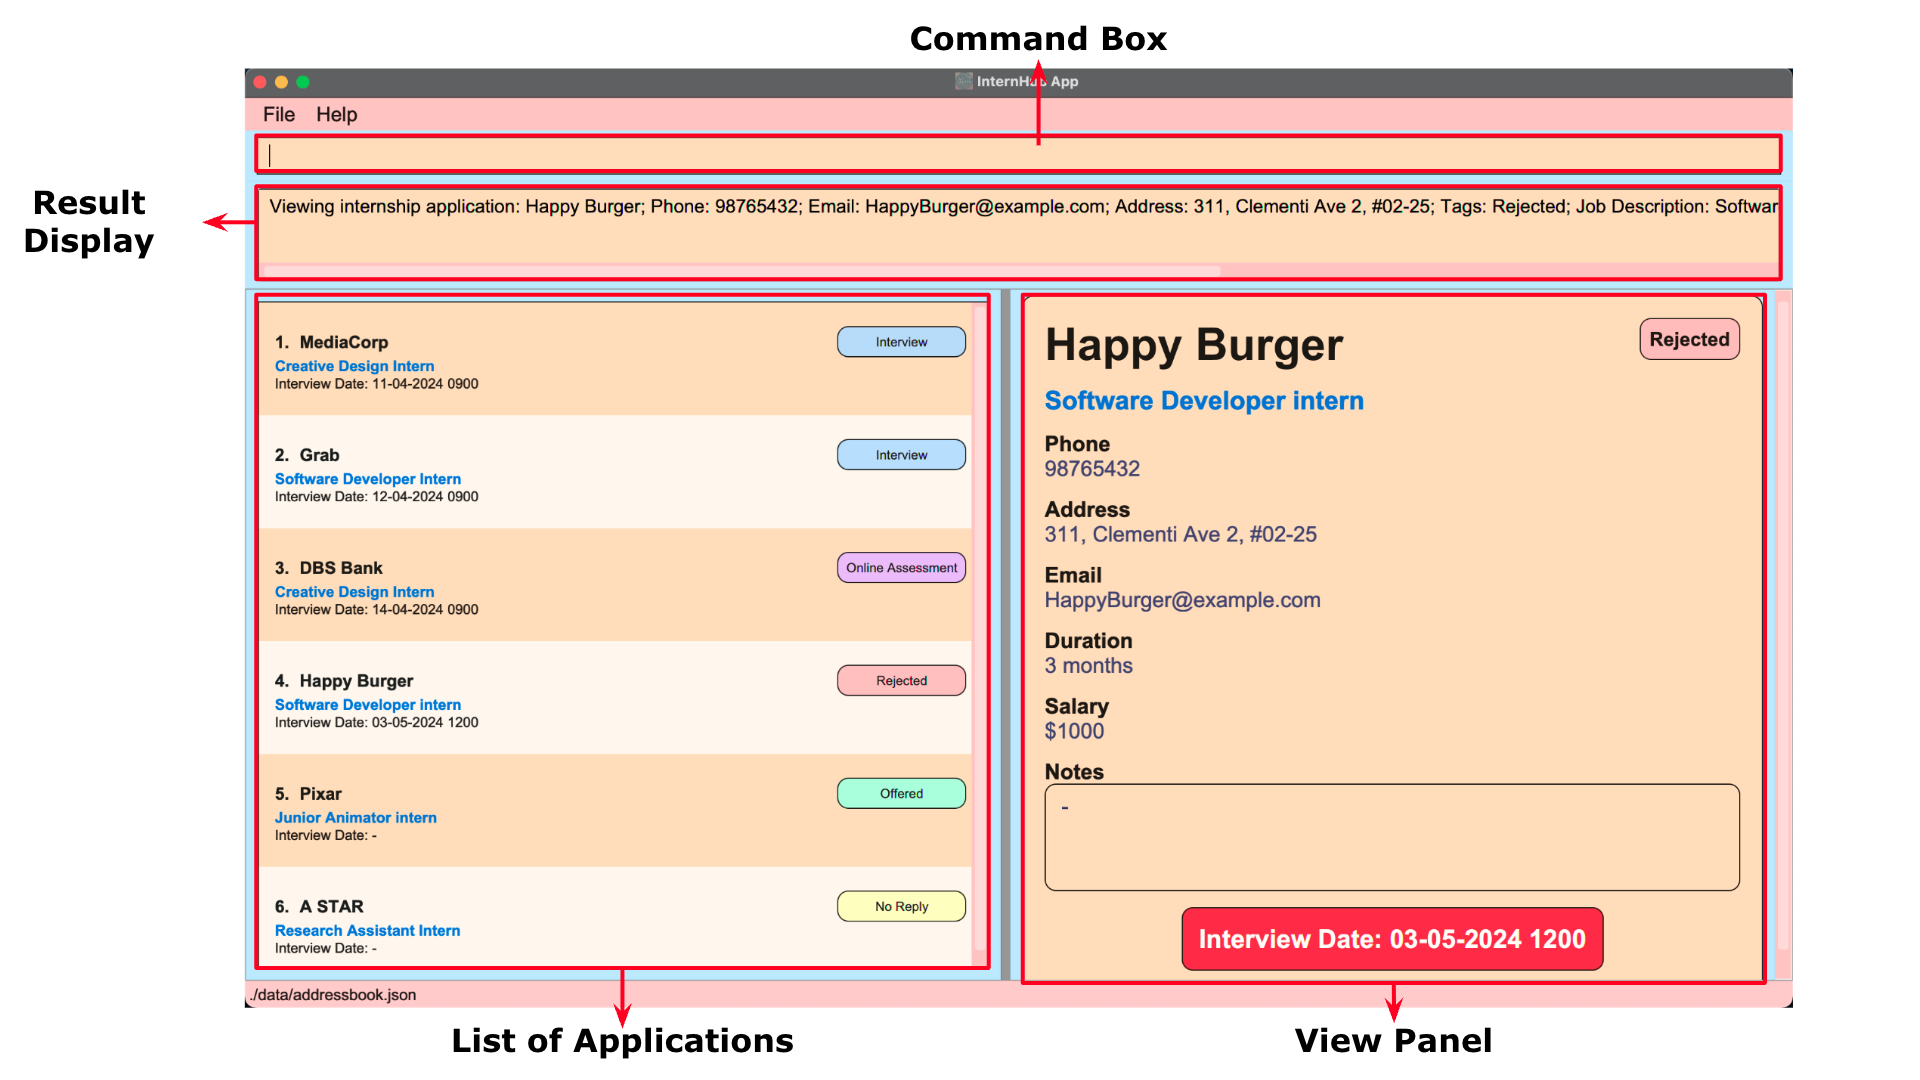 Command Box
InternHub App
File Help
Result
Display
Viewing internship application: Happy Burger; Phone: 98765432; Email: HappyBurger@example.com; Address: 311, Clementi Ave 2, #02-25; Tags: Rejected; Job Description: Softwar
1. MediaCorp
Interview
Creative Design Intern
Interview Date: 11-04-2024 0900
2. Grab
Interview
Software Developer Intern
Interview Date: 12-04-2024 0900
3. DBS Bank
Online Assessment
Creative Design Intern
Interview Date: 14-04-2024 0900
4. Happy Burger
Rejected
Software Developer intern
Interview Date: 03-05-2024 1200
5. Pixar
Offered
Junior Animator intern
Interview Date: -
6. A STAR
No Reply
Research Assistant Intern
Interview Date: -
Happy Burger
Rejected
Software Developer intern
Phone
98765432
Address
311, Clementi Ave 2, #02-25
Email
HappyBurger@example.com
Duration
3 months
Salary
$1000
Notes
-
Interview Date: 03-05-2024 1200
./data/addressbook.json
List of Applications
View Panel